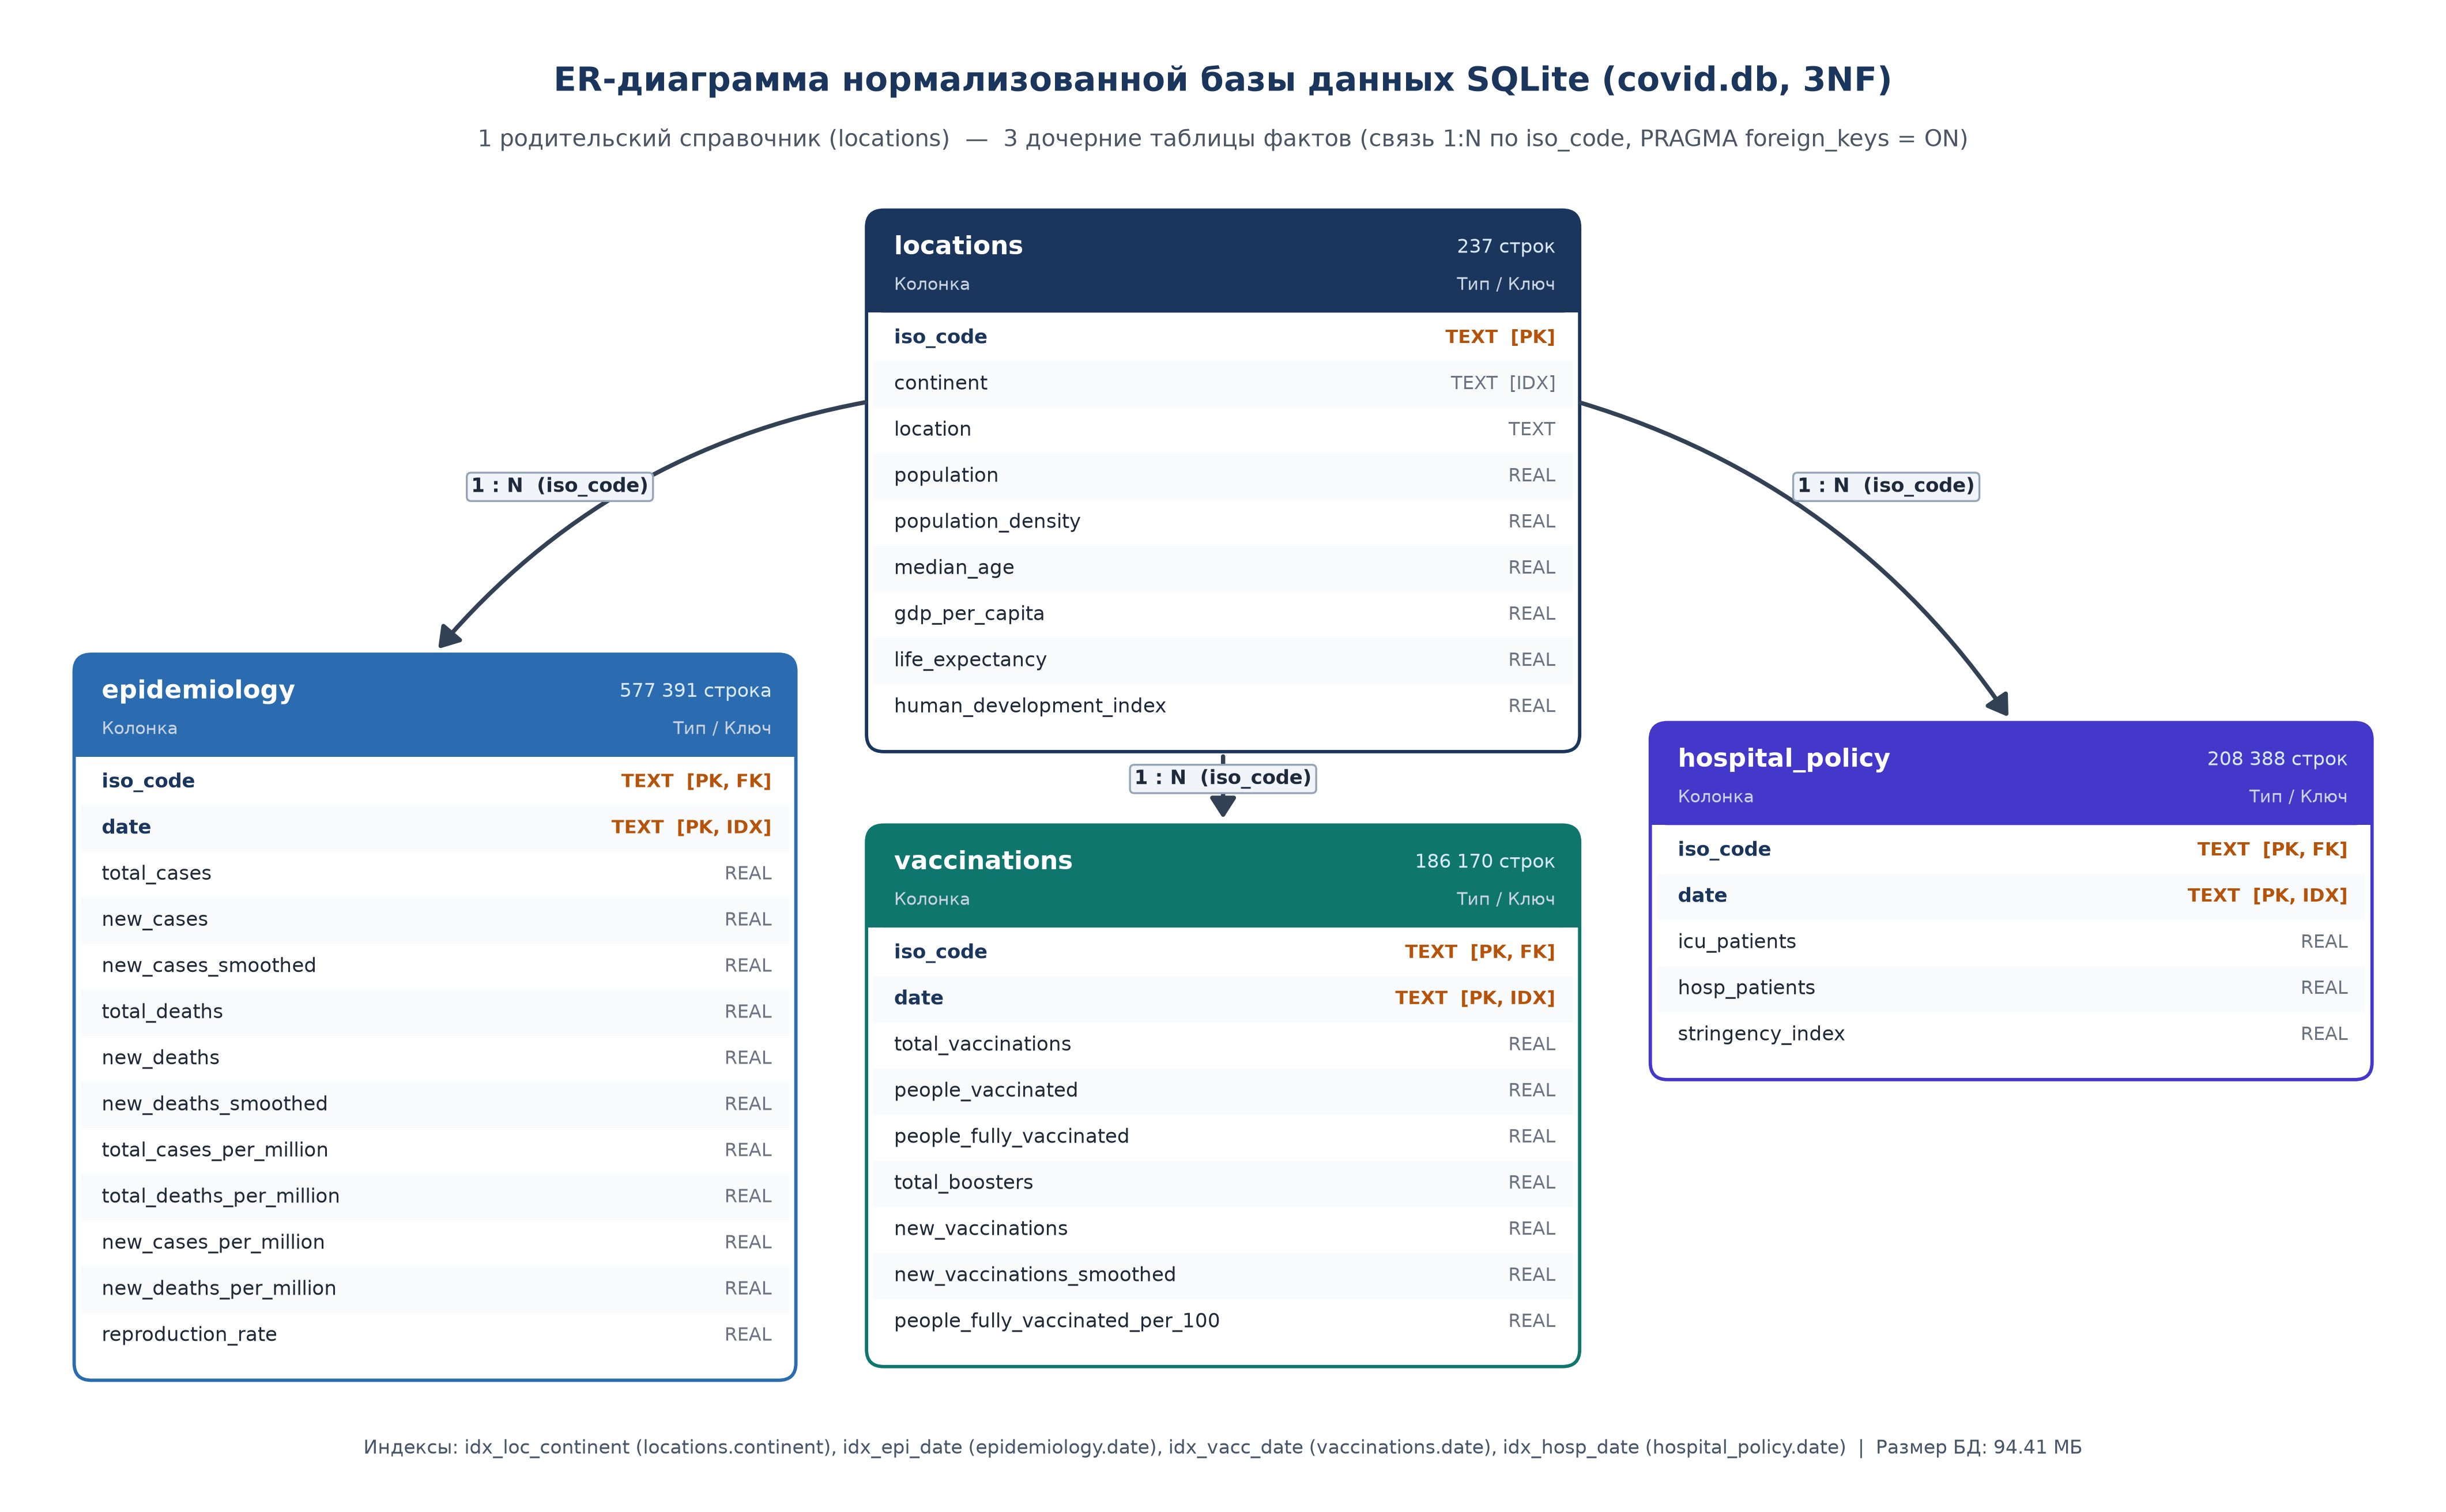 ER-диаграмма нормализованной базы данных SQLite (covid.db, 3NF)
1 родительский справочник (locations) — 3 дочерние таблицы фактов (связь 1:N по iso_code, PRAGMA foreign_keys = ON)
locations 237 строк
Колонка Тип / Ключ
iso_code TEXT [PK]
continent TEXT [IDX]
location TEXT
population REAL
population_density REAL
median_age REAL
gdp_per_capita REAL
life_expectancy REAL
human_development_index REAL
1 : N (iso_code)
1 : N (iso_code)
1 : N (iso_code)
epidemiology 577 391 строка
Колонка Тип / Ключ
iso_code TEXT [PK, FK]
date TEXT [PK, IDX]
total_cases REAL
new_cases REAL
new_cases_smoothed REAL
total_deaths REAL
new_deaths REAL
new_deaths_smoothed REAL
total_cases_per_million REAL
total_deaths_per_million REAL
new_cases_per_million REAL
new_deaths_per_million REAL
reproduction_rate REAL
vaccinations 186 170 строк
Колонка Тип / Ключ
iso_code TEXT [PK, FK]
date TEXT [PK, IDX]
total_vaccinations REAL
people_vaccinated REAL
people_fully_vaccinated REAL
total_boosters REAL
new_vaccinations REAL
new_vaccinations_smoothed REAL
people_fully_vaccinated_per_100 REAL
hospital_policy 208 388 строк
Колонка Тип / Ключ
iso_code TEXT [PK, FK]
date TEXT [PK, IDX]
icu_patients REAL
hosp_patients REAL
stringency_index REAL
Индексы: idx_loc_continent (locations.continent), idx_epi_date (epidemiology.date), idx_vacc_date (vaccinations.date), idx_hosp_date (hospital_policy.date) | Размер БД: 94.41 МБ